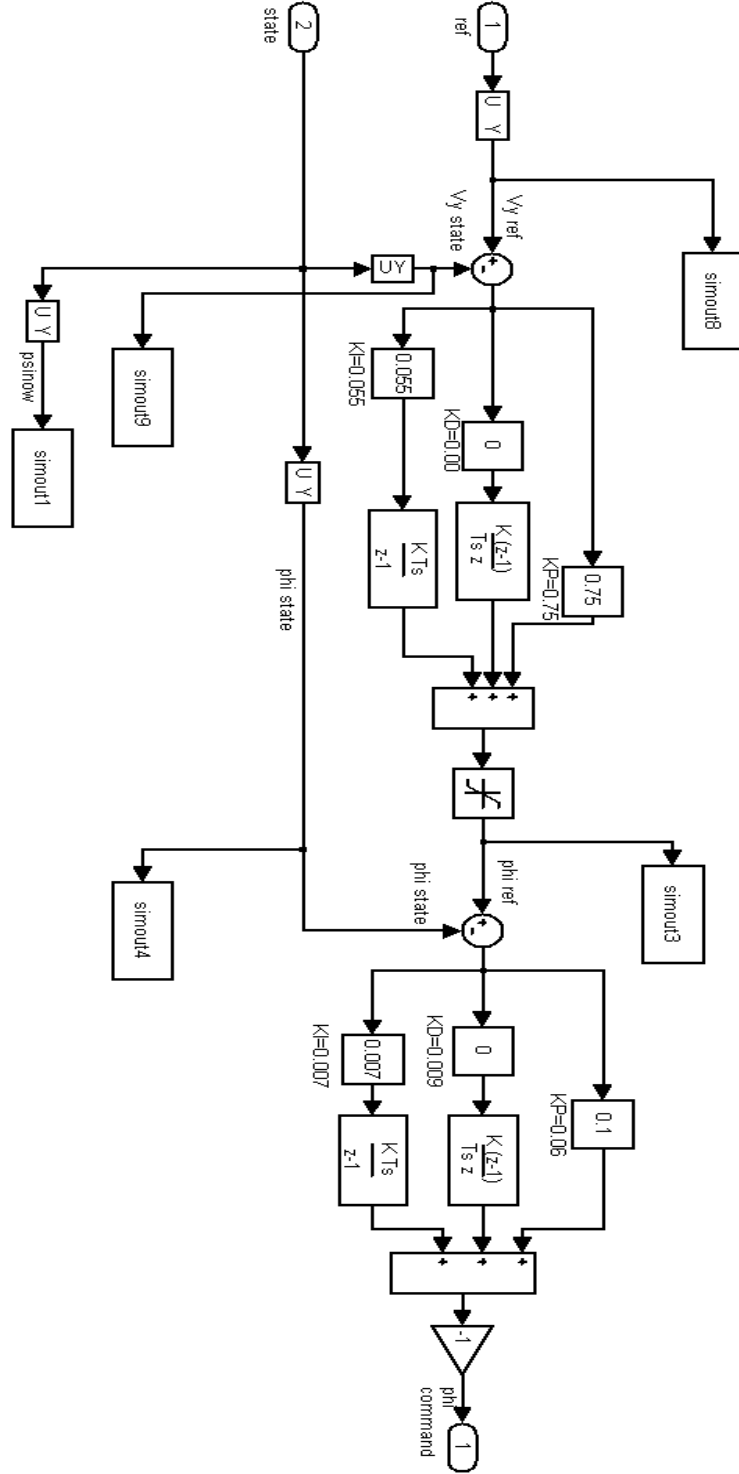 simout8
simout3
0.75
KP=0.75
0.1
KP=0.06
1
ref
U Y
Vy ref
Vy state
+
-
0
KD=0.00
K (z-1)
Ts z
+
+
+
phi ref
phi state
+
-
0
KD=0.009
K (z-1)
Ts z
+
+
+
-1
phi
command
1
0.055
KI=0.055
K Ts
z-1
0.007
KI=0.007
K Ts
z-1
U Y
2
state
U Y
phi state
simout9
simout4
U Y
psinow
simout1